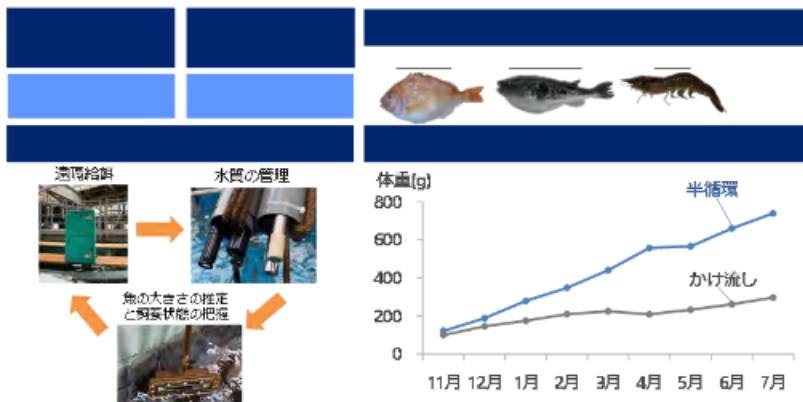 遠隔給餌
水質の管理
魚の大きさの推定
と飼養状態の把握
体重(g)
800
600
400
200
0
半循環
かけ流し
11月 12月 1月 2月 3月 4月 5月 6月 7月